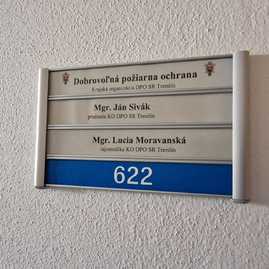 Dobrovoľná požiarna ochrana
Krajská organizácia DPO SR Trenčín
Mgr. Ján Sivák
predseda KO DPO SR Trenčín
Mgr. Lucia Moravanská
tajomníčka KO DPO SR Trenčín
622